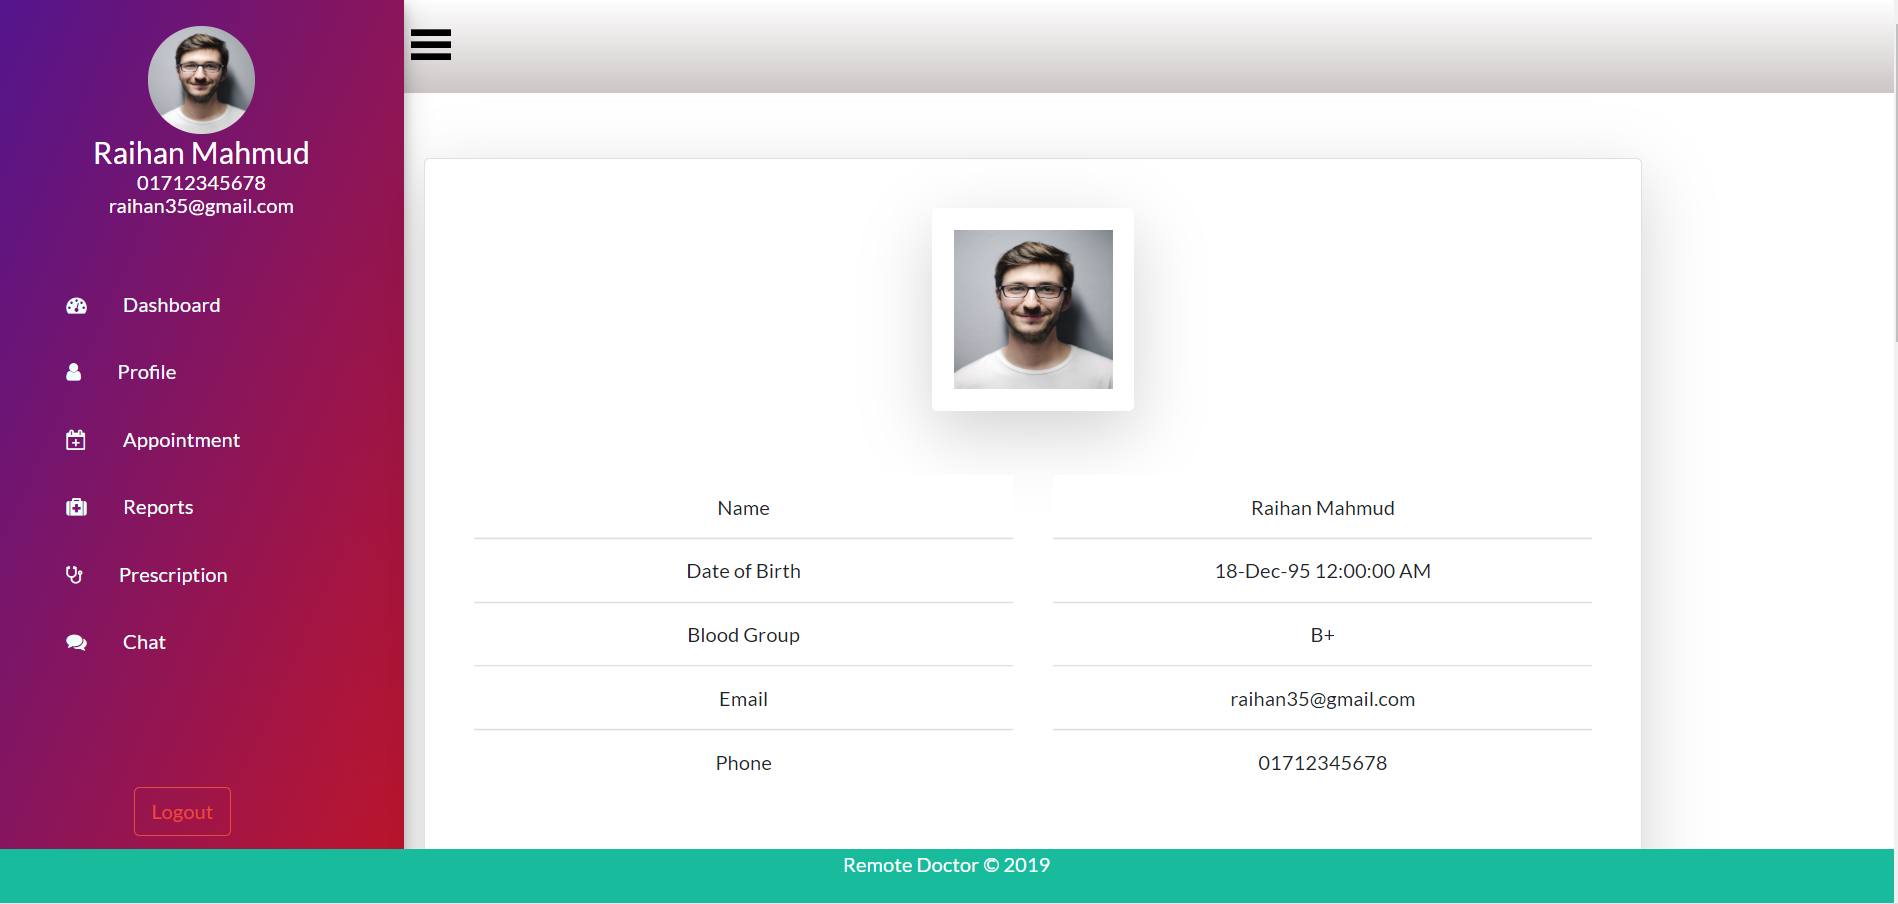 Raihan Mahmud
01712345678
raihan35@gmail.com
Dashboard
Profile
Appointment
Reports
Prescription
Chat
Logout
Name Raihan Mahmud
Date of Birth 18-Dec-95 12:00:00 AM
Blood Group B+
Email raihan35@gmail.com
Phone 01712345678
Remote Doctor © 2019